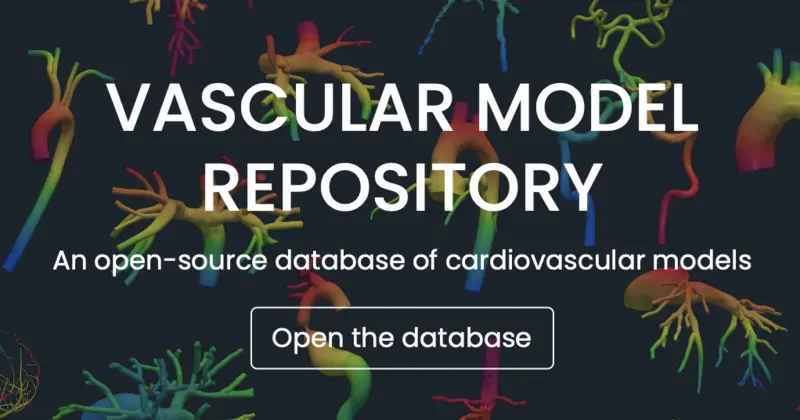 VASCULAR MODEL
REPOSITORY
An open-source database of cardiovascular models
Open the database